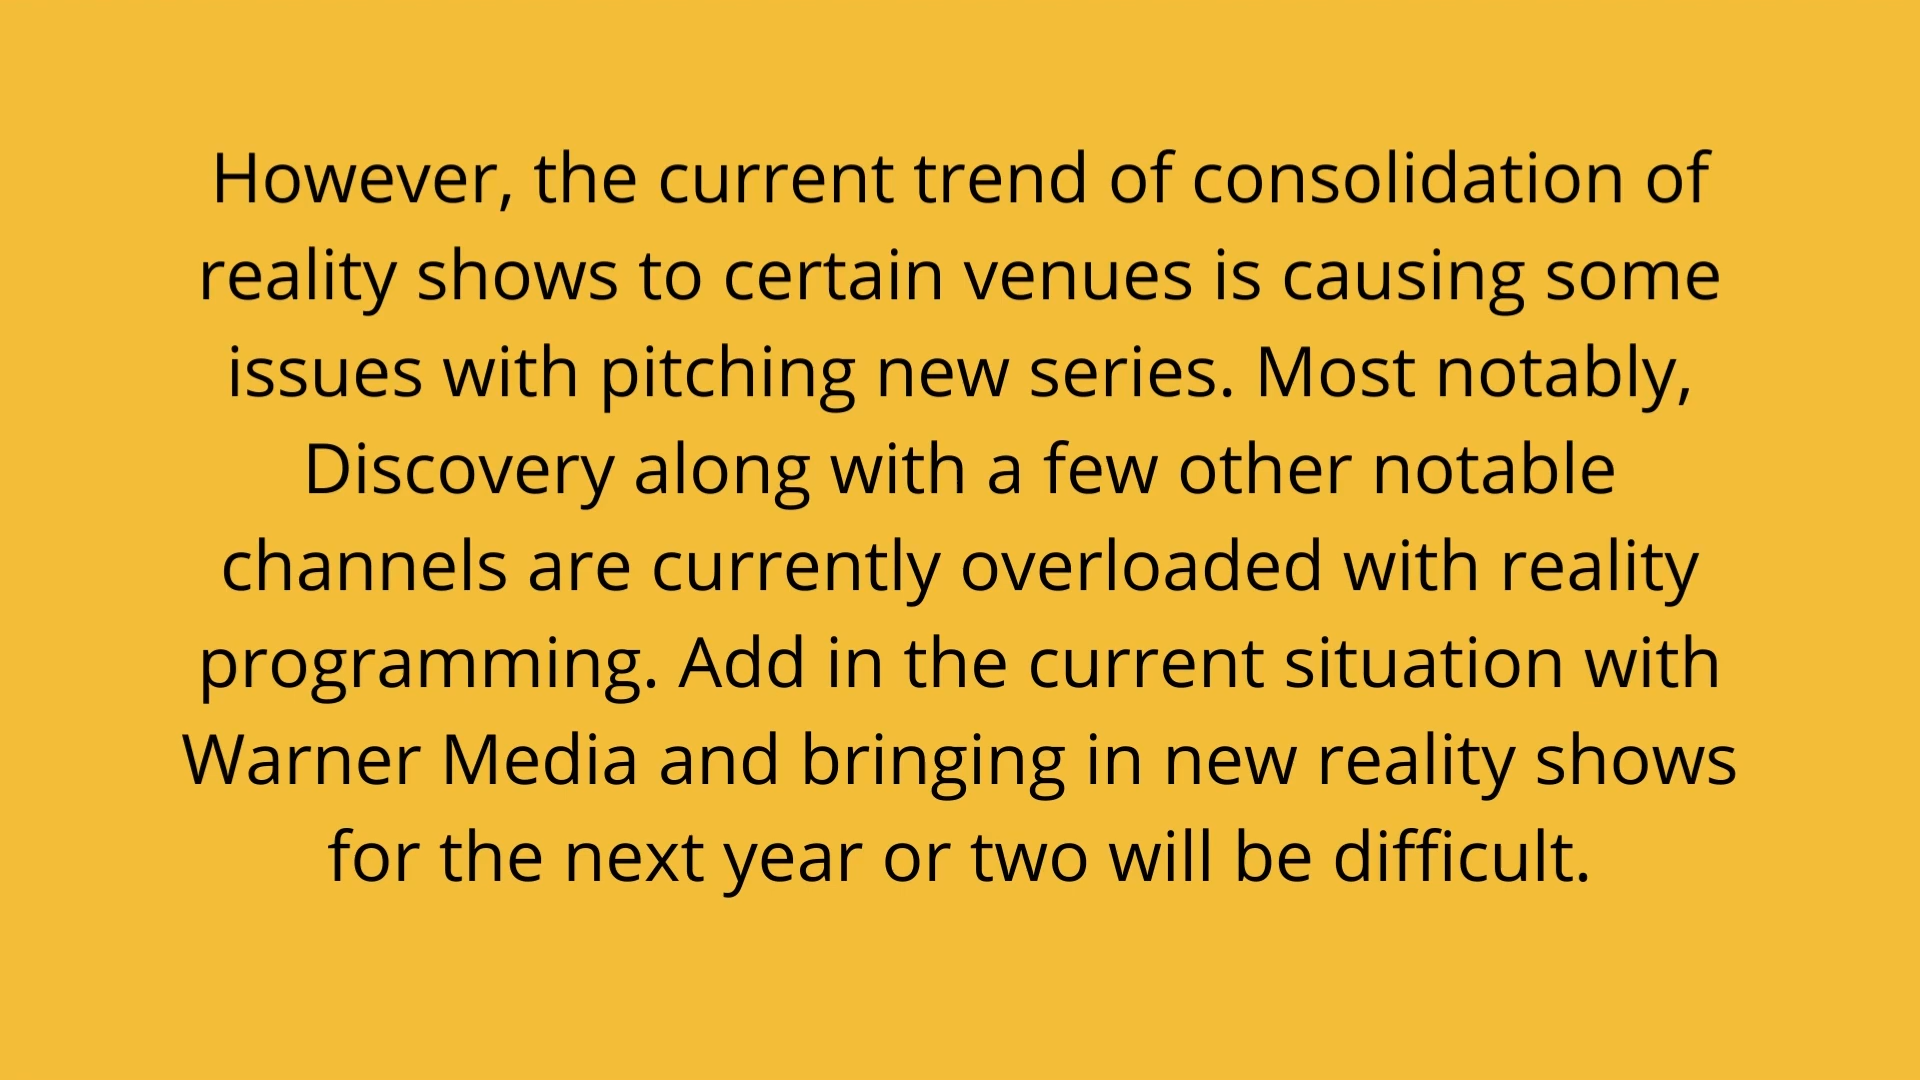 However, the current trend of consolidation of
reality shows to certain venues is causing some
issues with pitching new series. Most notably,
Discovery along with a few other notable
channels are currently overloaded with reality
programming. Add in the current situation with
Warner Media and bringing in new reality shows
for the next year or two will be difficult.